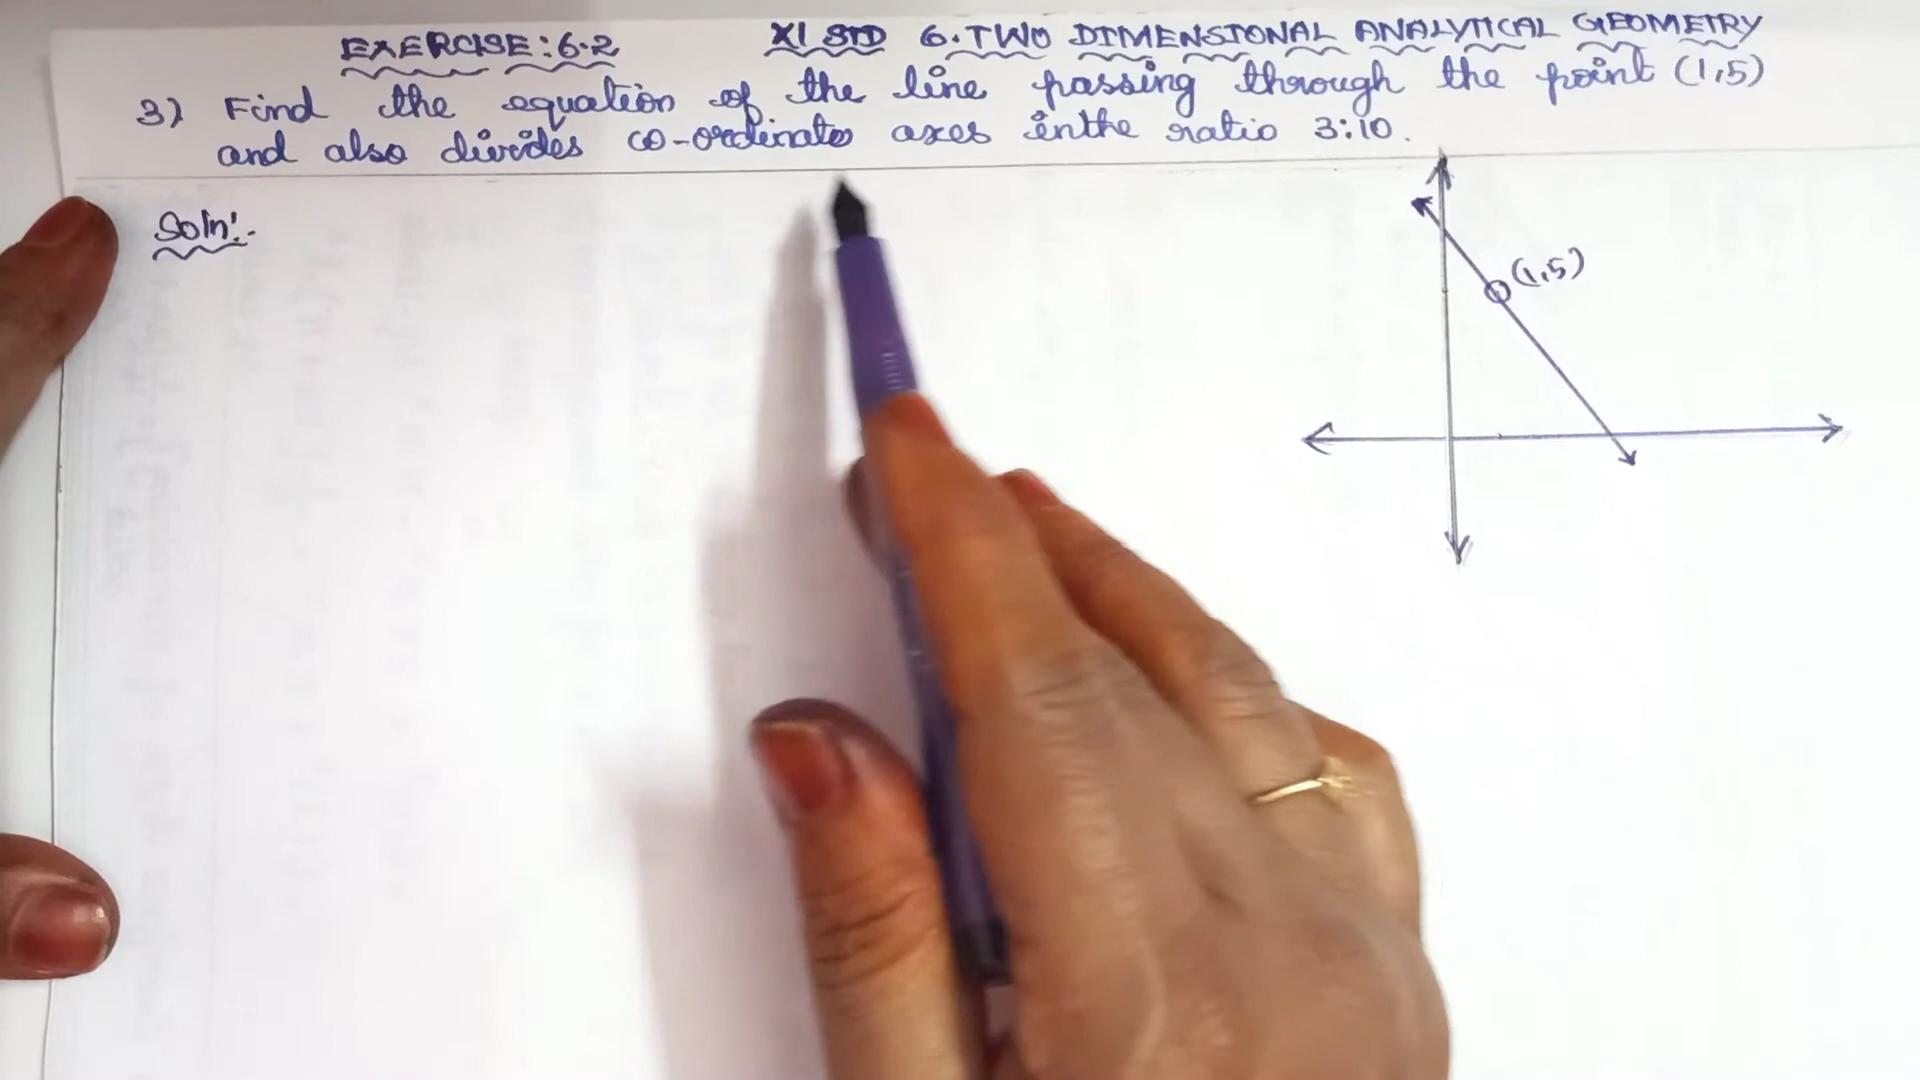 EXERCISE: 6.2 XI STD 6. TWO DIMENSIONAL ANALYTICAL GEOMETRY
3) Find the equation of the line passing through the point (1,5)
and also divides co-ordinates axes in the ratio 3:10.
Soln:-
(1,5)